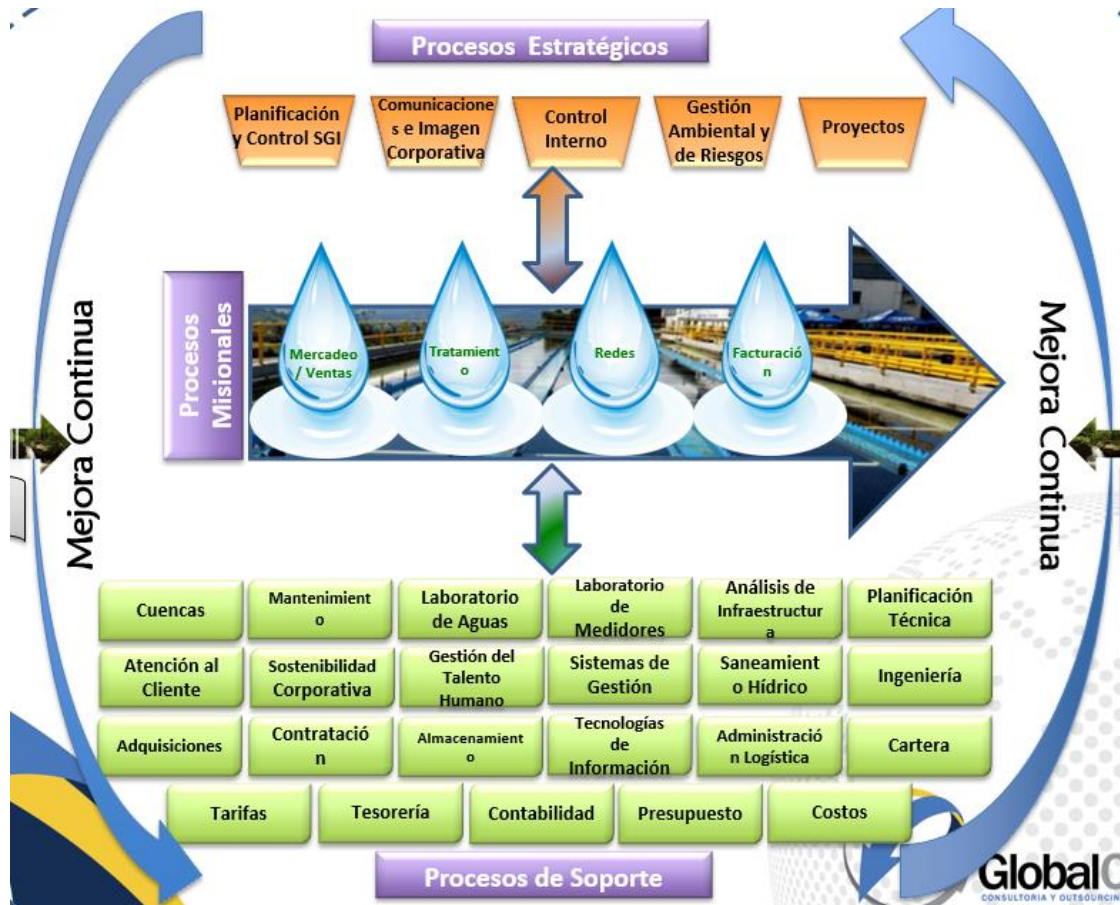 Procesos Estratégicos
Planificación
y Control SGI
Comunicacione
s e Imagen
Corporativa
Control
Interno
Gestión
Ambiental y
de Riesgos
Proyectos
Procesos
Misionales
Mercadeo
/ Ventas
Tratamient
o
Redes
Facturació
n
Mejora Continua
Mejora Continua
Cuencas
Mantenimient
o
Laboratorio
de Aguas
Laboratorio
de
Medidores
Análisis de
Infraestructur
a
Planificación
Técnica
Atención al
Cliente
Sostenibilidad
Corporativa
Gestión del
Talento
Humano
Sistemas de
Gestión
Saneamient
o Hídrico
Ingeniería
Adquisiciones
Contratació
n
Almacenamient
o
Tecnologías
de
Información
Administració
n Logística
Cartera
Tarifas
Tesorería
Contabilidad
Presupuesto
Costos
Procesos de Soporte
GlobalC
CONSULTORIA Y OUTSOURCIN